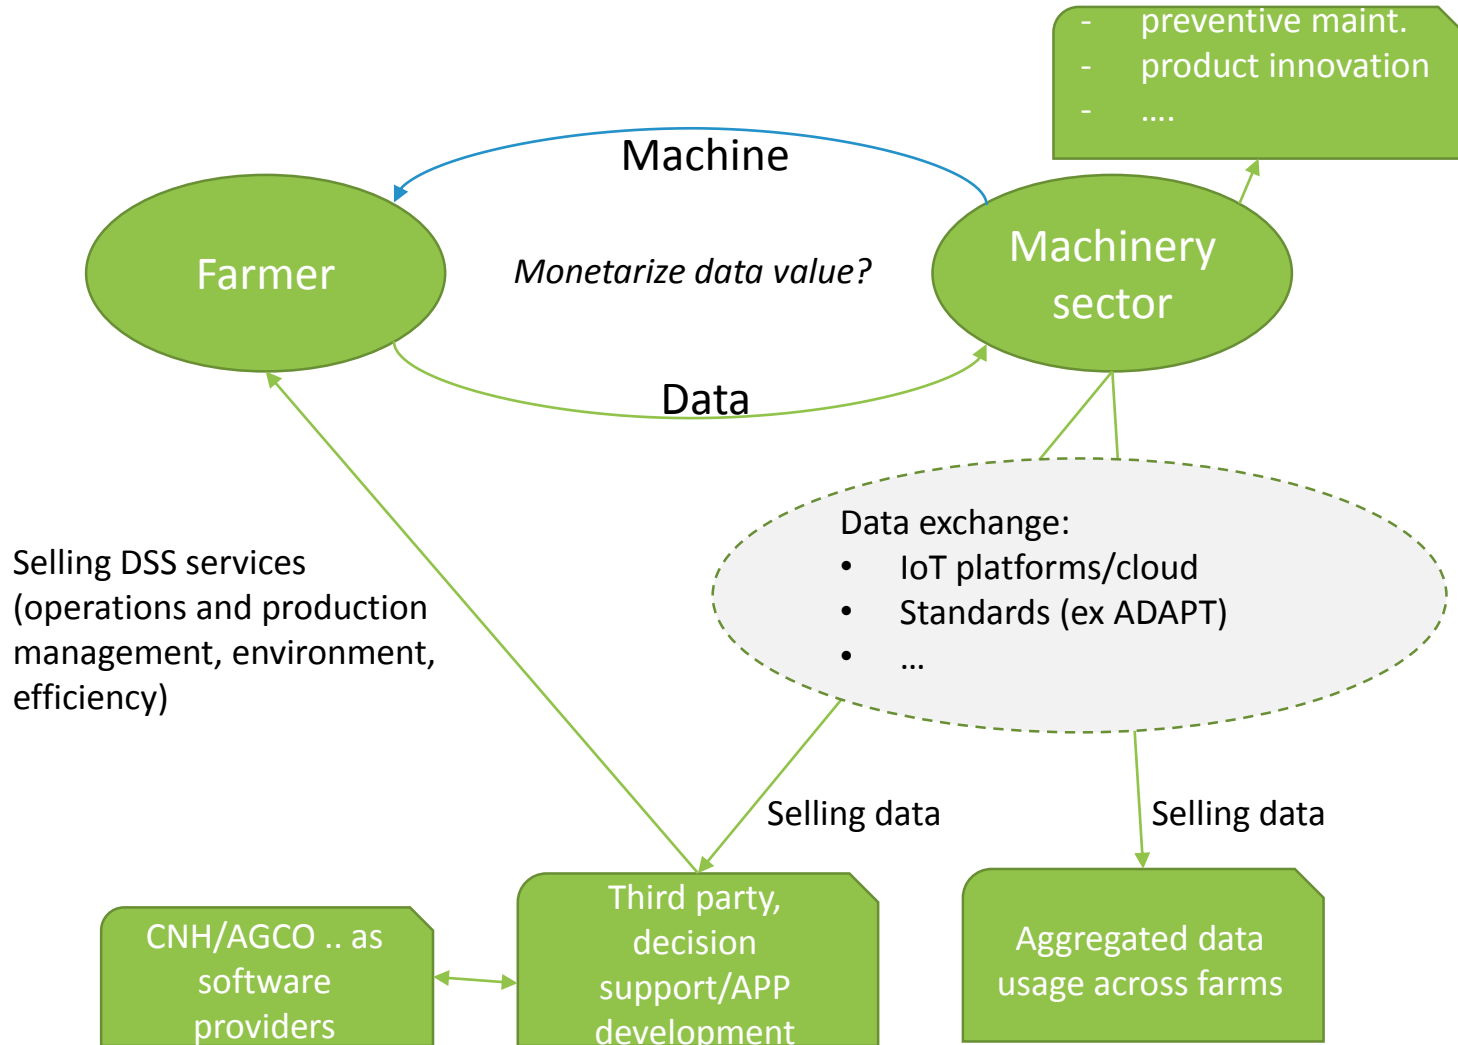 - preventive maint.
- product innovation
- ....
Machine
Farmer
Monetarize data value?
Machinery
sector
Data
Data exchange:
• IoT platforms/cloud
• Standards (ex ADAPT)
• ...
Selling DSS services
(operations and production
management, environment,
efficiency)
Selling data
Selling data
CNH/AGCO .. as
software
providers
Third party,
decision
support/APP
development
Aggregated data
usage across farms